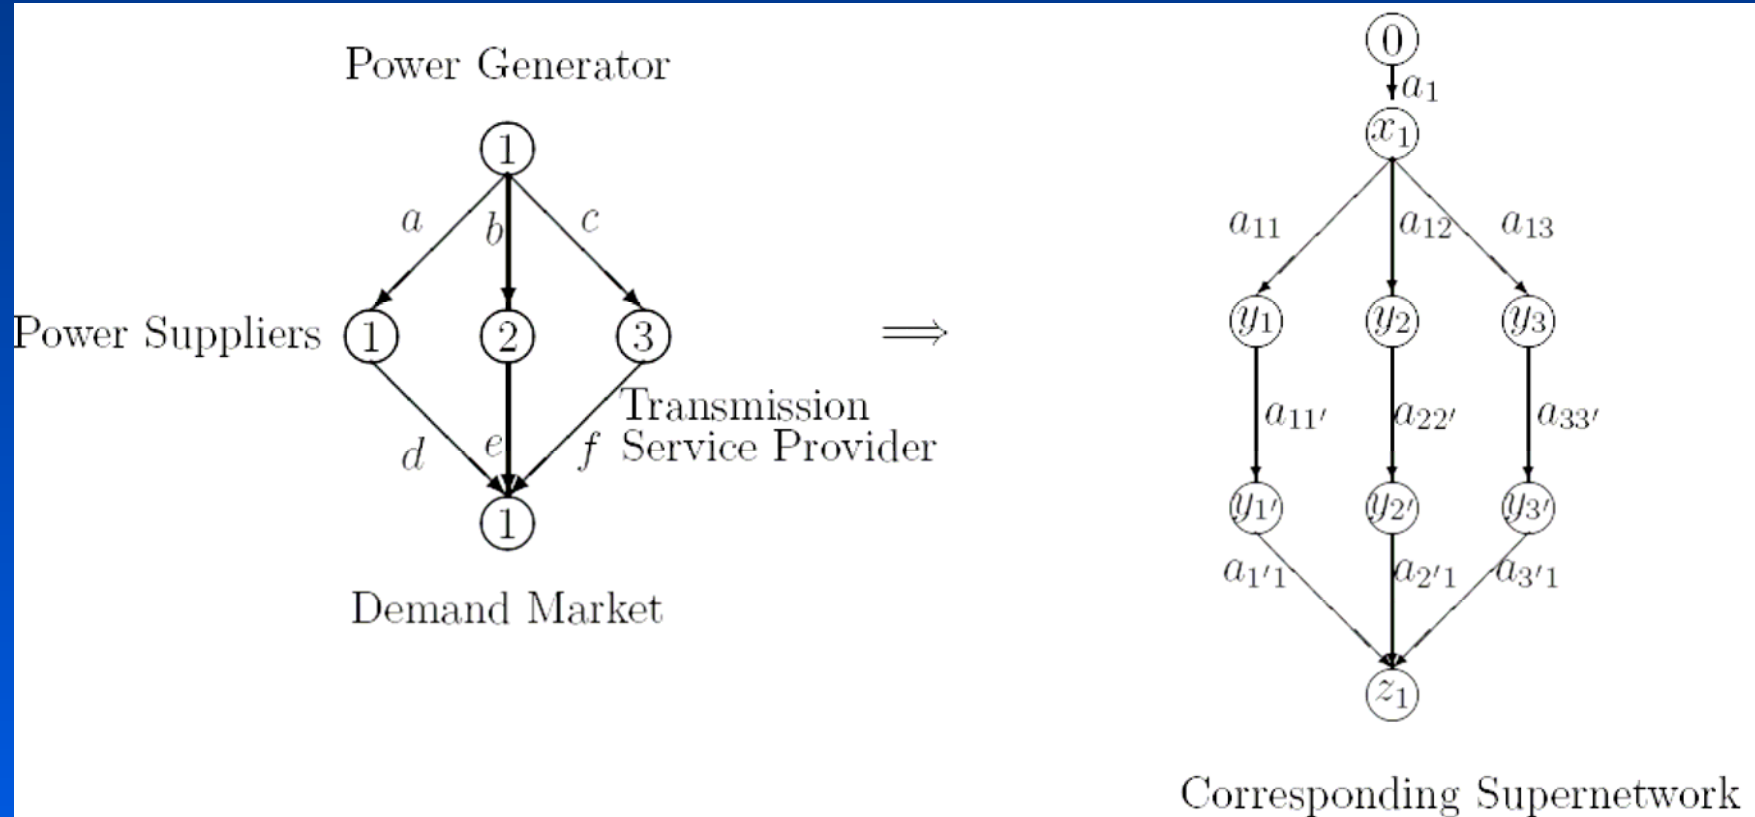 Power Generator
1
a b c
Power Suppliers 1 2 3
Transmission
d e f Service Provider
1
Demand Market
⟹
0
a₁
x₁
a₁₁ a₁₂ a₁₃
y₁ y₂ y₃
a₁₁′ a₂₂′ a₃₃′
y₁′ y₂′ y₃′
a₁′₁ a₂′₁ a₃′₁
z₁
Corresponding Supernetwork